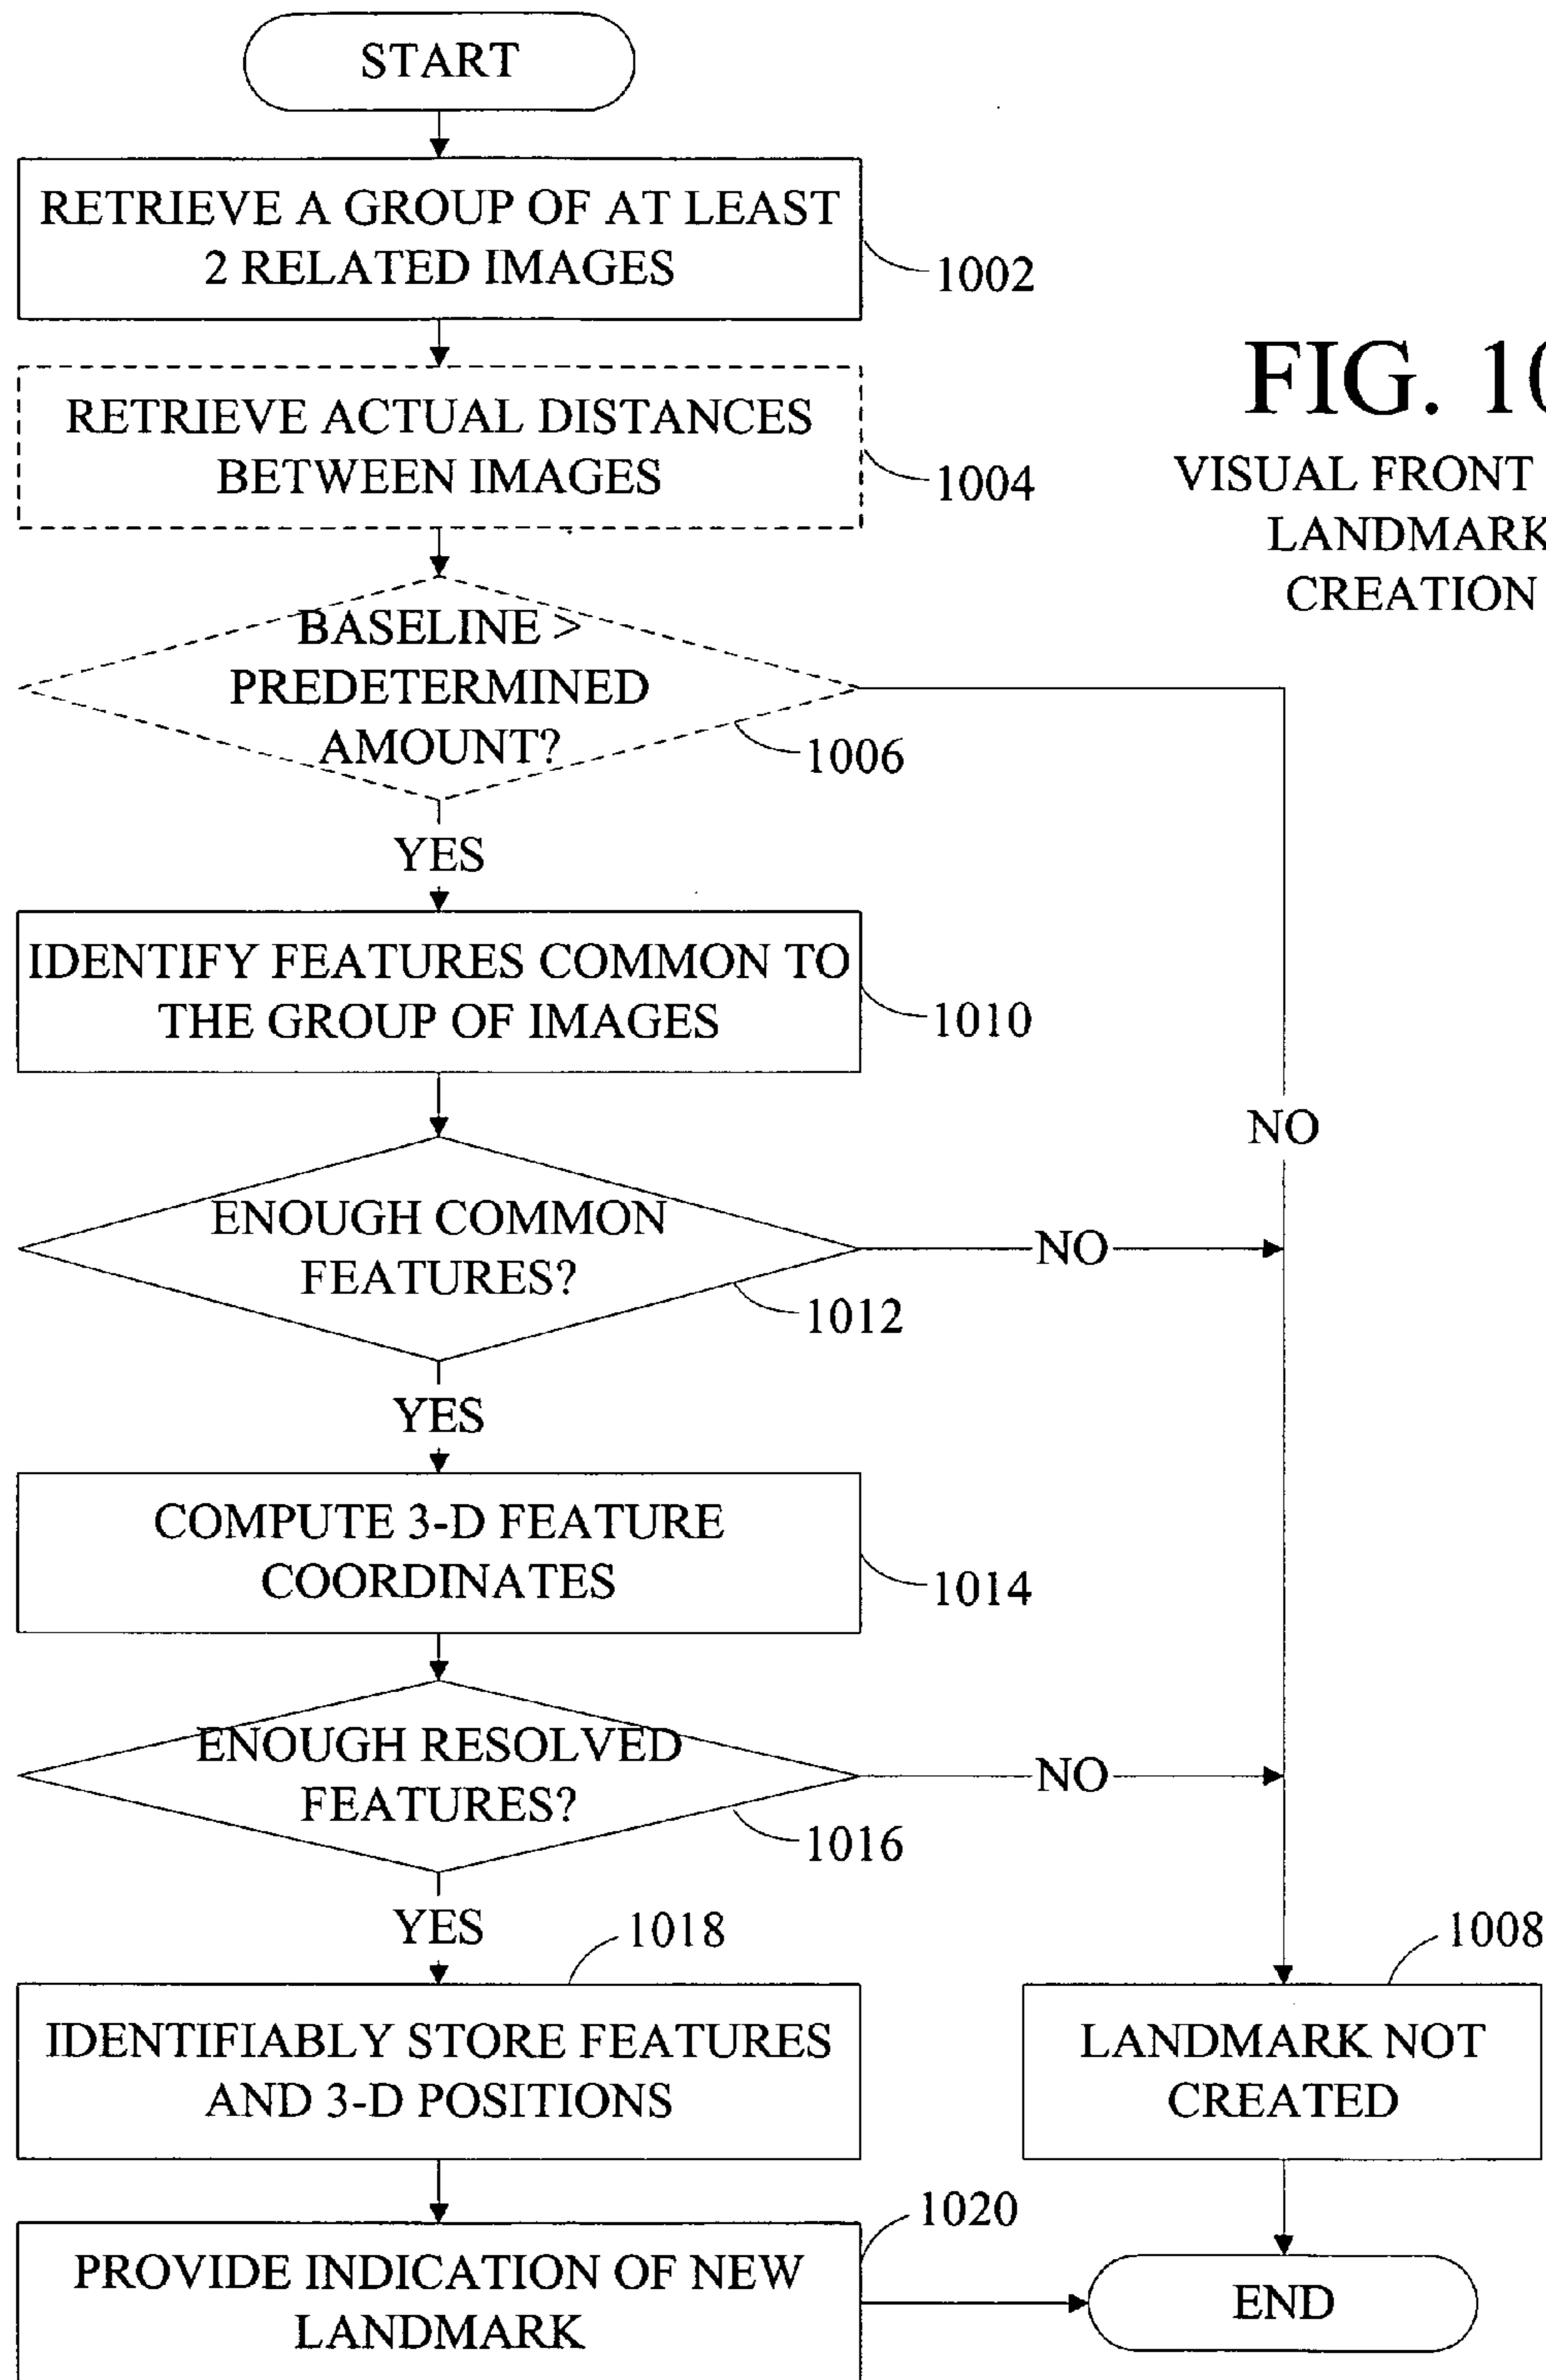 START
RETRIEVE A GROUP OF AT LEAST
2 RELATED IMAGES
1002
RETRIEVE ACTUAL DISTANCES
BETWEEN IMAGES
1004
FIG. 10
VISUAL FRONT
LANDMARK
CREATION
BASELINE >
PREDETERMINED
AMOUNT?
1006
YES
NO
IDENTIFY FEATURES COMMON TO
THE GROUP OF IMAGES
1010
ENOUGH COMMON
FEATURES?
NO
1012
YES
COMPUTE 3-D FEATURE
COORDINATES
1014
ENOUGH RESOLVED
FEATURES?
NO
1016
YES
1018
1008
IDENTIFIABLY STORE FEATURES
AND 3-D POSITIONS
LANDMARK NOT
CREATED
1020
PROVIDE INDICATION OF NEW
LANDMARK
END